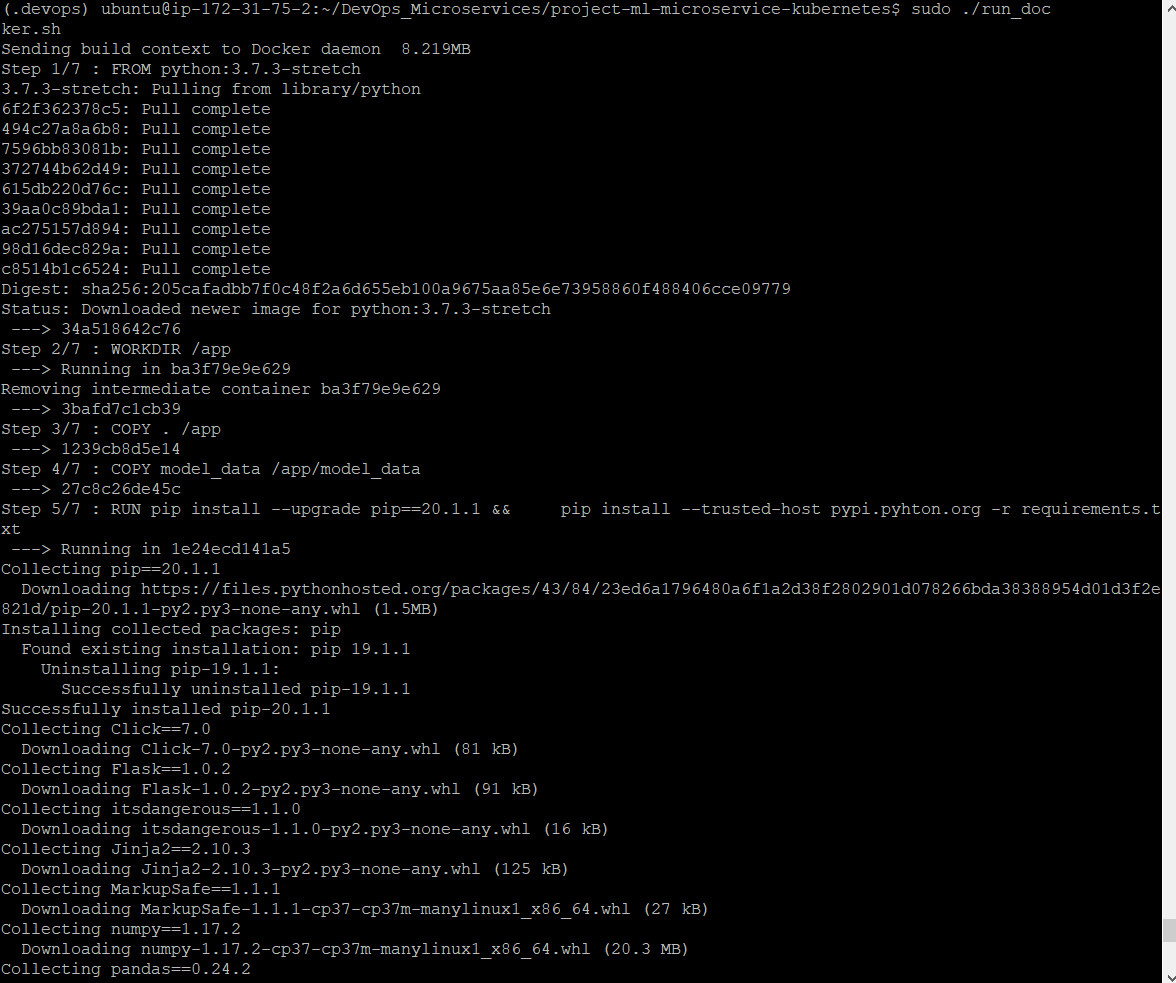 (.devops) ubuntu@ip-172-31-75-2:~/DevOps_Microservices/project-ml-microservice-kubernetes$ sudo ./run_doc
ker.sh
Sending build context to Docker daemon  8.219MB
Step 1/7 : FROM python:3.7.3-stretch
3.7.3-stretch: Pulling from library/python
6f2f362378c5: Pull complete
494c27a8a6b8: Pull complete
7596bb83081b: Pull complete
372744b62d49: Pull complete
615db220d76c: Pull complete
39aa0c89bda1: Pull complete
ac275157d894: Pull complete
98d16dec829a: Pull complete
c8514b1c6524: Pull complete
Digest: sha256:205cafadbb7f0c48f2a6d655eb100a9675aa85e6e73958860f488406cce09779
Status: Downloaded newer image for python:3.7.3-stretch
 ---> 34a518642c76
Step 2/7 : WORKDIR /app
 ---> Running in ba3f79e9e629
Removing intermediate container ba3f79e9e629
 ---> 3bafd7c1cb39
Step 3/7 : COPY . /app
 ---> 1239cb8d5e14
Step 4/7 : COPY model_data /app/model_data
 ---> 27c8c26de45c
Step 5/7 : RUN pip install --upgrade pip==20.1.1 &&     pip install --trusted-host pypi.pyhton.org -r requirements.t
xt
 ---> Running in 1e24ecd141a5
Collecting pip==20.1.1
  Downloading https://files.pythonhosted.org/packages/43/84/23ed6a1796480a6f1a2d38f2802901d078266bda38388954d01d3f2e
821d/pip-20.1.1-py2.py3-none-any.whl (1.5MB)
Installing collected packages: pip
  Found existing installation: pip 19.1.1
    Uninstalling pip-19.1.1:
      Successfully uninstalled pip-19.1.1
Successfully installed pip-20.1.1
Collecting Click==7.0
  Downloading Click-7.0-py2.py3-none-any.whl (81 kB)
Collecting Flask==1.0.2
  Downloading Flask-1.0.2-py2.py3-none-any.whl (91 kB)
Collecting itsdangerous==1.1.0
  Downloading itsdangerous-1.1.0-py2.py3-none-any.whl (16 kB)
Collecting Jinja2==2.10.3
  Downloading Jinja2-2.10.3-py2.py3-none-any.whl (125 kB)
Collecting MarkupSafe==1.1.1
  Downloading MarkupSafe-1.1.1-cp37-cp37m-manylinux1_x86_64.whl (27 kB)
Collecting numpy==1.17.2
  Downloading numpy-1.17.2-cp37-cp37m-manylinux1_x86_64.whl (20.3 MB)
Collecting pandas==0.24.2